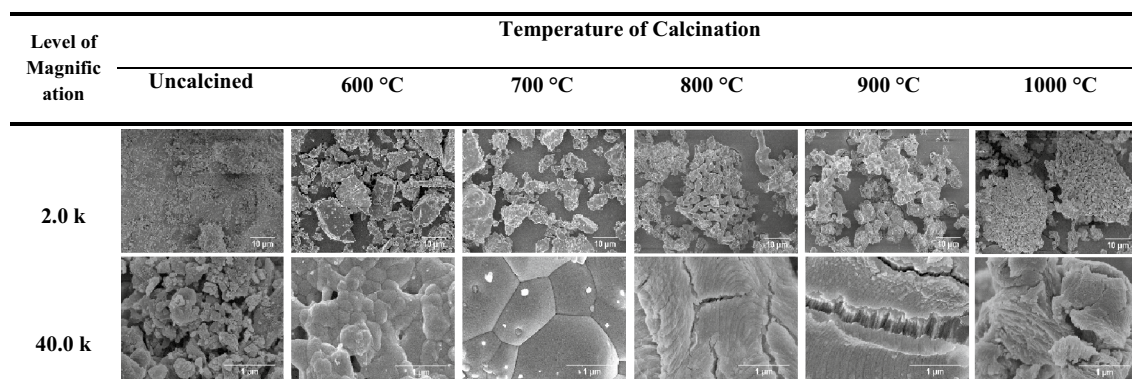 Temperature of Calcination
Level of
Magnific
ation
Uncalcined 600 °C 700 °C 800 °C 900 °C 1000 °C
2.0 k
10 µm 10 µm 10 µm 10 µm 10 µm 10 µm
40.0 k
1 µm 1 µm 1 µm 1 µm 1 µm